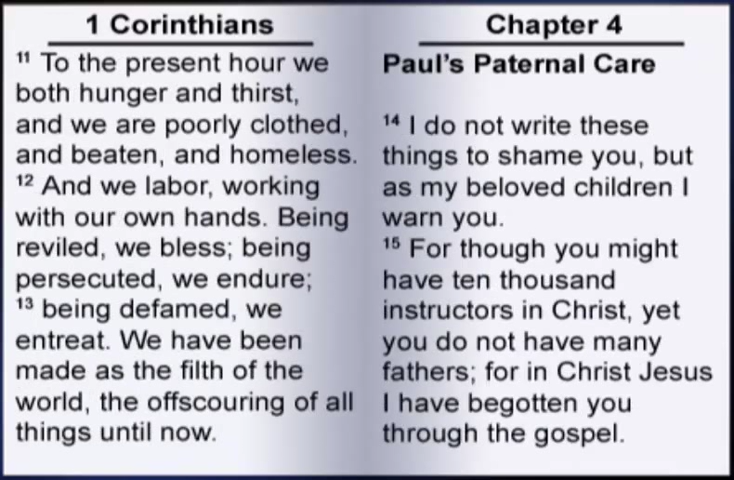 1 Corinthians
¹¹ To the present hour we
both hunger and thirst,
and we are poorly clothed,
and beaten, and homeless.
¹² And we labor, working
with our own hands. Being
reviled, we bless; being
persecuted, we endure;
¹³ being defamed, we
entreat. We have been
made as the filth of the
world, the offscouring of all
things until now.
Chapter 4
Paul's Paternal Care
¹⁴ I do not write these
things to shame you, but
as my beloved children I
warn you.
¹⁵ For though you might
have ten thousand
instructors in Christ, yet
you do not have many
fathers; for in Christ Jesus
I have begotten you
through the gospel.